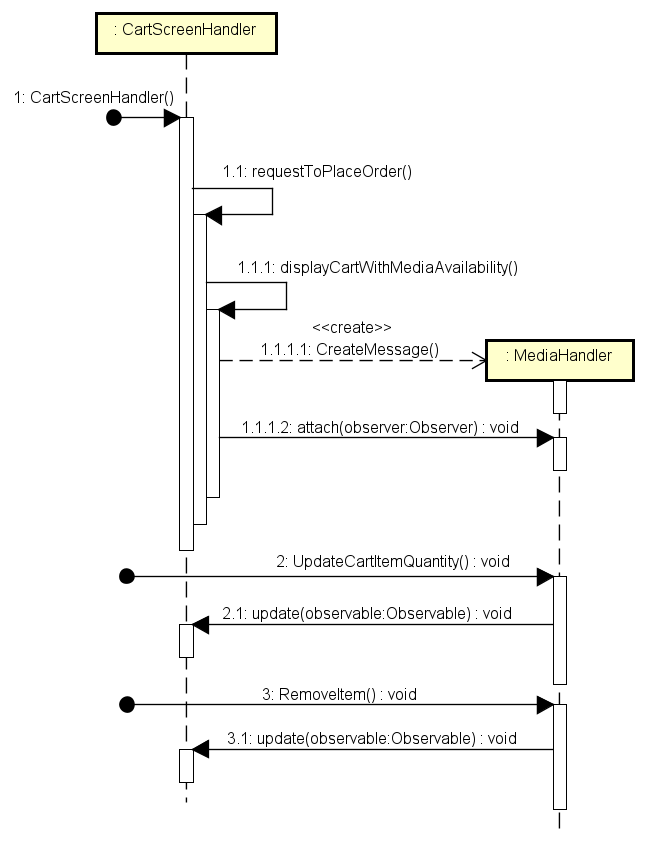 : CartScreenHandler
1: CartScreenHandler()
1.1: requestToPlaceOrder()
1.1.1: displayCartWithMediaAvailability()
<<create>>
1.1.1.1: CreateMessage()
: MediaHandler
1.1.1.2: attach(observer:Observer) : void
2: UpdateCartItemQuantity() : void
2.1: update(observable:Observable) : void
3: RemoveItem() : void
3.1: update(observable:Observable) : void